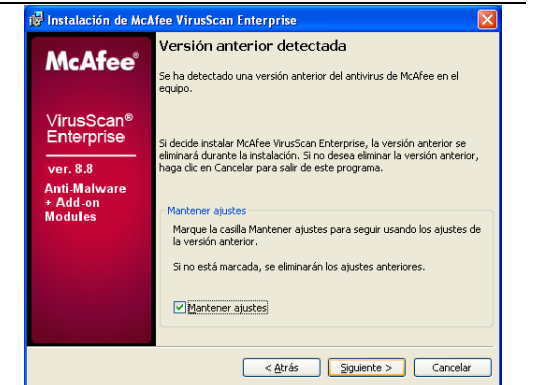 Instalación de McAfee VirusScan Enterprise
McAfee®
VirusScan®
Enterprise
ver. 8.8
Anti-Malware
+ Add-on
Modules
Versión anterior detectada
Se ha detectado una versión anterior del antivirus de McAfee en el
equipo.
Si decide instalar McAfee VirusScan Enterprise, la versión anterior se
eliminará durante la instalación. Si no desea eliminar la versión anterior,
haga clic en Cancelar para salir de este programa.
Mantener ajustes
Marque la casilla Mantener ajustes para seguir usando los ajustes de
la versión anterior.
Si no está marcada, se eliminarán los ajustes anteriores.
Mantener ajustes
< Atrás
Siguiente >
Cancelar